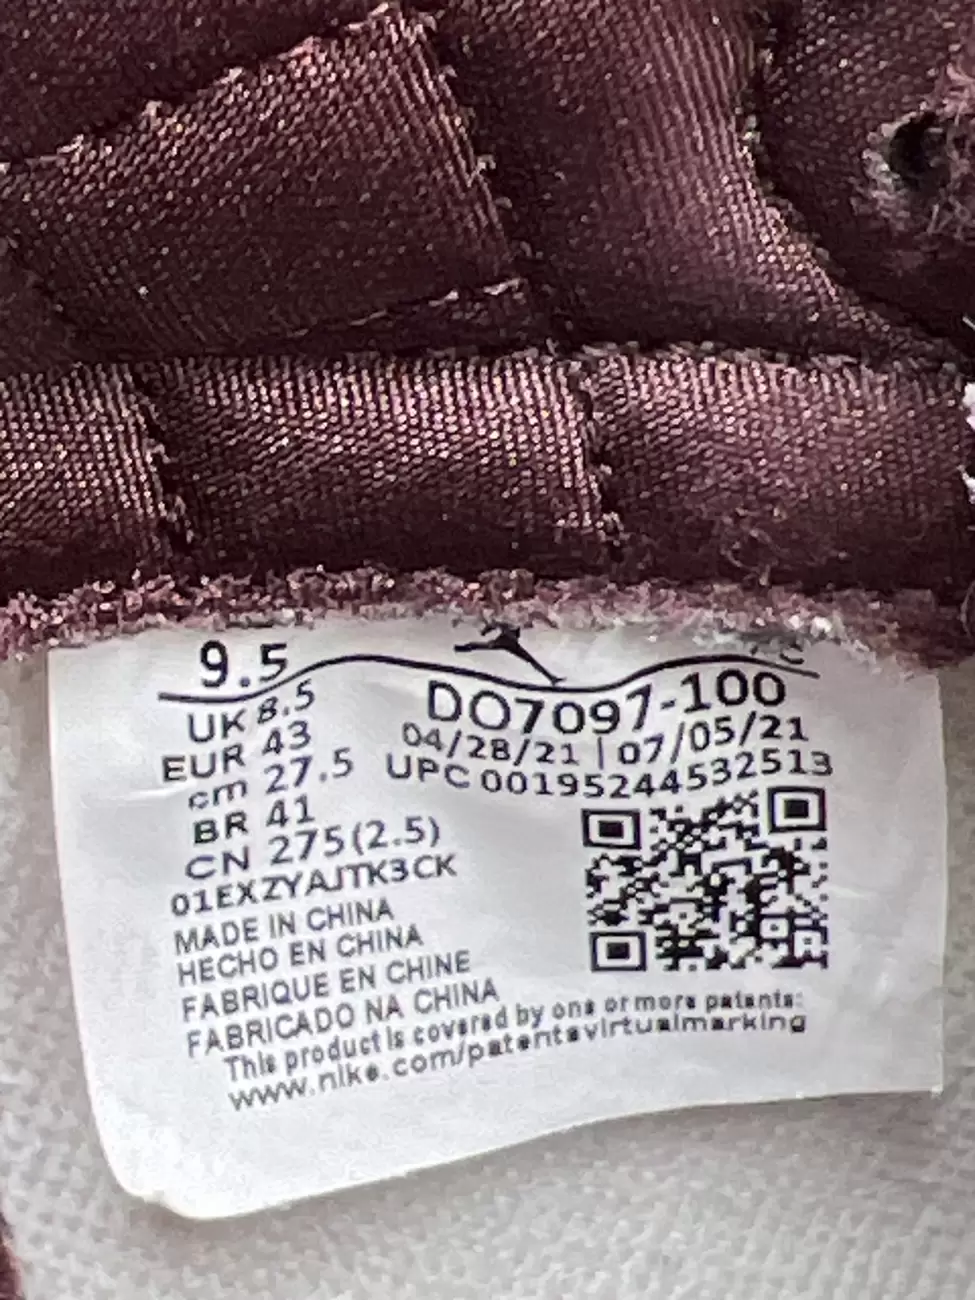 9.5
UK 8.5
EUR 43
cm 27.5
BR 41
CN 275(2.5)
01EXZYAJTK3CK
DO7097-100
04/28/21 | 07/05/21
UPC 00195244532513
MADE IN CHINA
HECHO EN CHINA
FABRIQUE EN CHINE
FABRICADO NA CHINA
This product is covered by one or more patents:
www.nike.com/patentsvirtualmarking